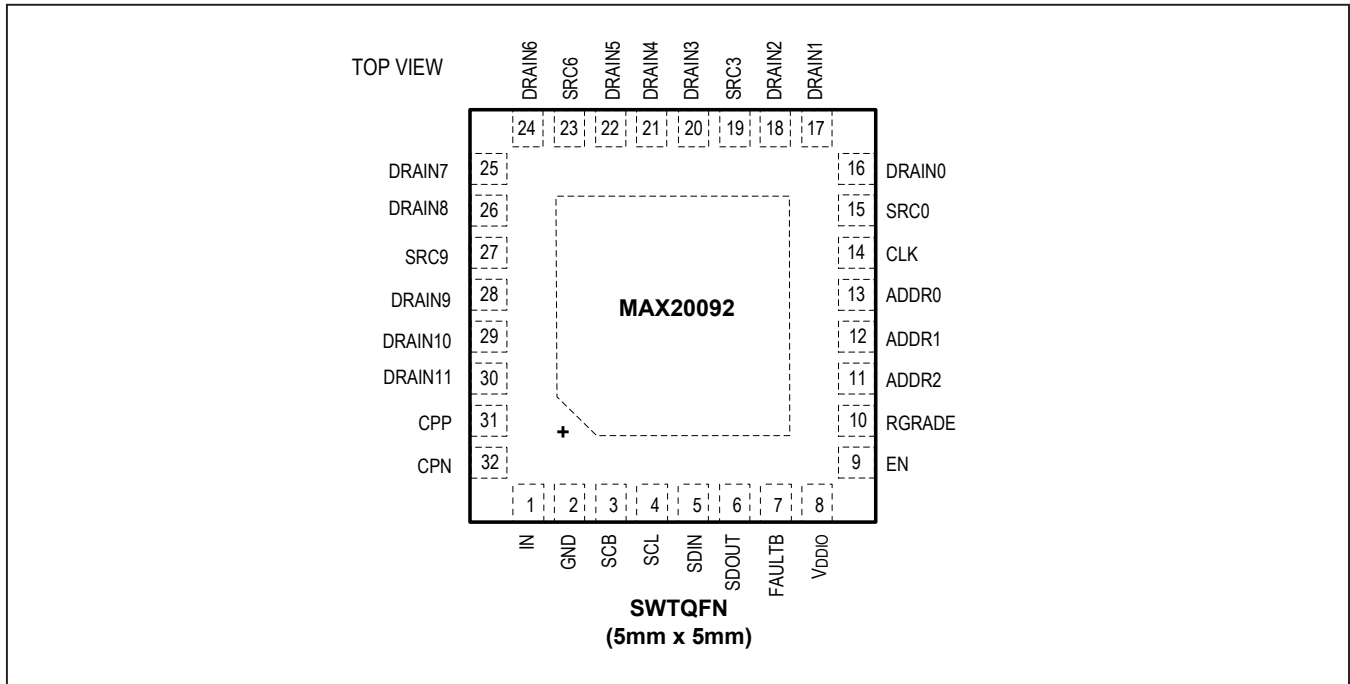 TOP VIEW
DRAIN6
SRC6
DRAIN5
DRAIN4
DRAIN3
SRC3
DRAIN2
DRAIN1
24 23 22 21 20 19 18 17
DRAIN7 25
DRAIN8 26
SRC9 27
DRAIN9 28
DRAIN10 29
DRAIN11 30
CPP 31
CPN 32
MAX20092
+
16 DRAIN0
15 SRC0
14 CLK
13 ADDR0
12 ADDR1
11 ADDR2
10 RGRADE
9 EN
1 2 3 4 5 6 7 8
IN
GND
SCB
SCL
SDIN
SDOUT
FAULTB
VDDIO
SWTQFN
(5mm x 5mm)